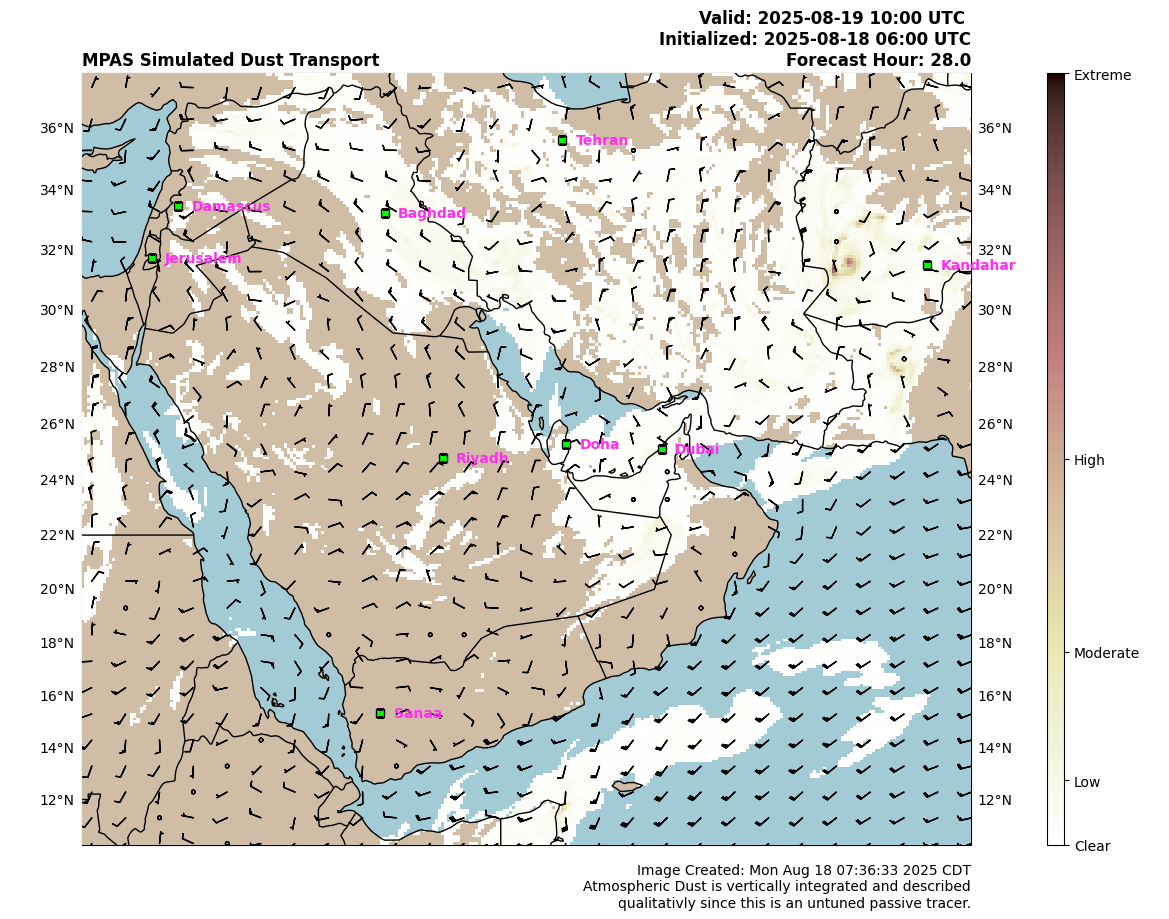 Valid: 2025-08-19 10:00 UTC
Initialized: 2025-08-18 06:00 UTC
MPAS Simulated Dust Transport Forecast Hour: 28.0
Extreme
36°N 36°N
Tehran
34°N 34°N
Damascus
Baghdad
32°N 32°N
Jerusalem
Kandahar
30°N 30°N
28°N 28°N
26°N 26°N
Doha
Dubai
Riyadh
High
24°N 24°N
22°N 22°N
20°N 20°N
18°N 18°N
Moderate
16°N 16°N
Sanaa
14°N 14°N
Low
12°N 12°N
Clear
Image Created: Mon Aug 18 07:36:33 2025 CDT
Atmospheric Dust is vertically integrated and described
qualitativly since this is an untuned passive tracer.